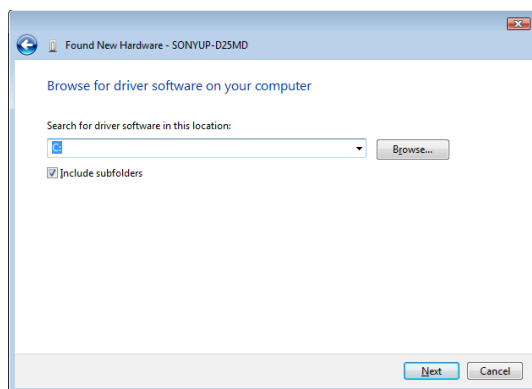 Found New Hardware - SONYUP-D25MD
Browse for driver software on your computer
Search for driver software in this location:
C:
Browse...
Include subfolders
Next
Cancel